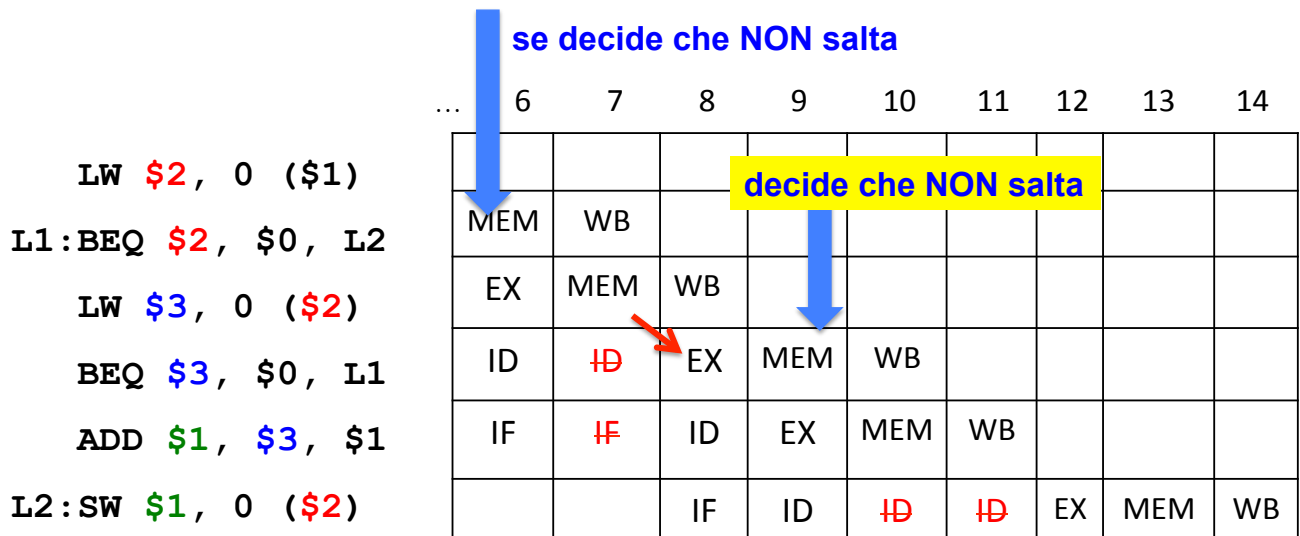 se decide che NON salta
... 6 7 8 9 10 11 12 13 14
LW $2, 0 ($1)
decide che NON salta
L1:BEQ $2, $0, L2 MEM WB
LW $3, 0 ($2) EX MEM WB
BEQ $3, $0, L1 ID ID EX MEM WB
ADD $1, $3, $1 IF IF ID EX MEM WB
L2:SW $1, 0 ($2) IF ID ID ID EX MEM WB